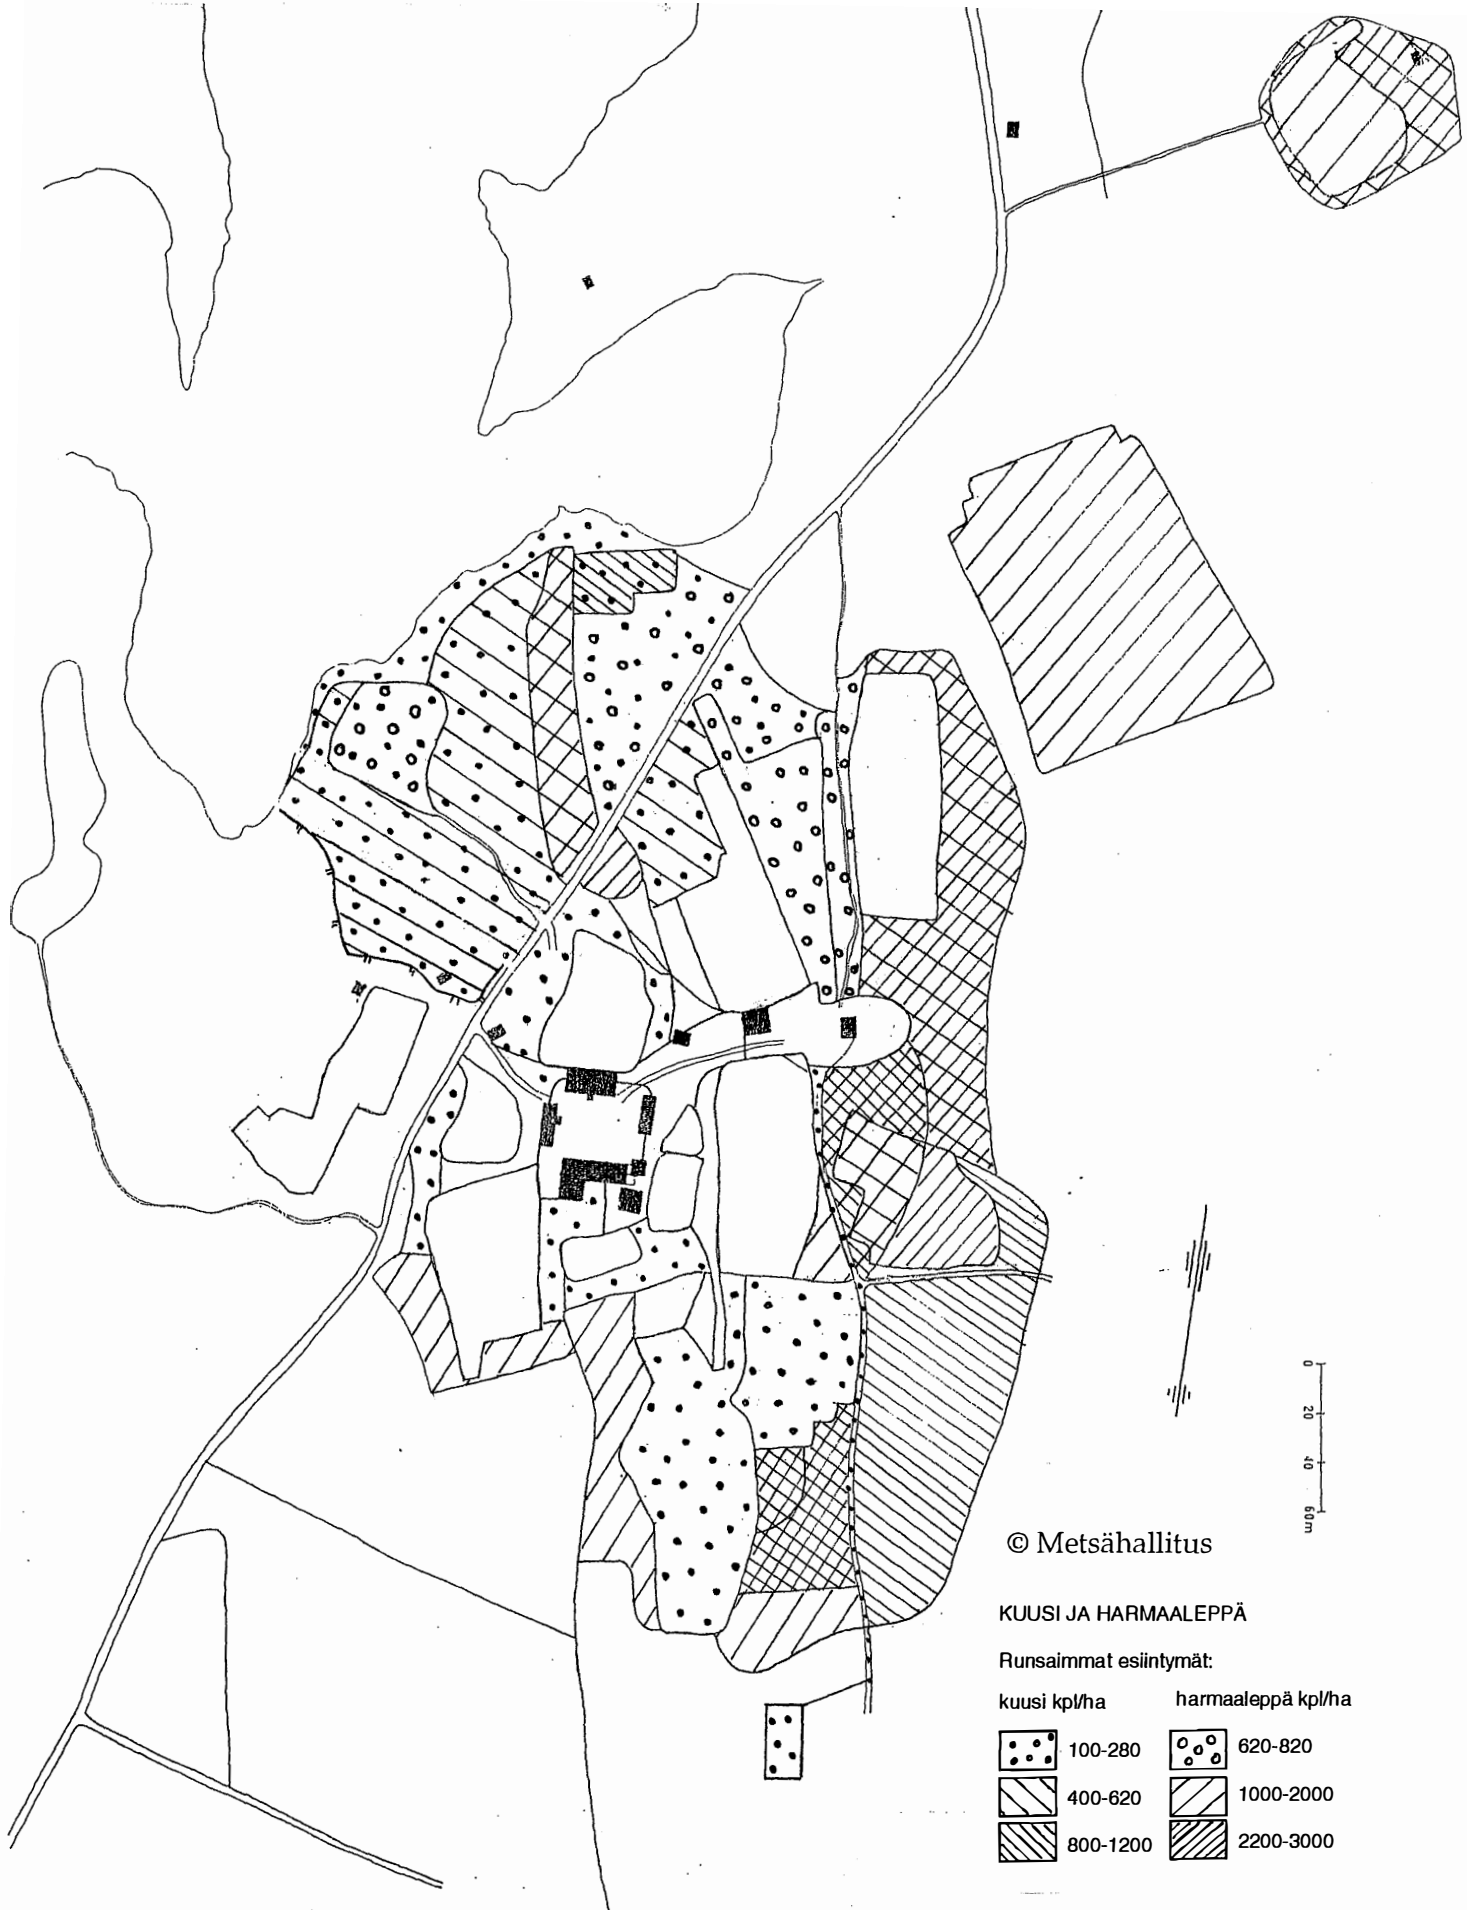 0
20
40
60m
© Metsähallitus
KUUSI JA HARMAALEPPÄ
Runsaimmat esiintymät:
kuusi kpl/ha harmaaleppä kpl/ha
100-280 620-820
400-620 1000-2000
800-1200 2200-3000